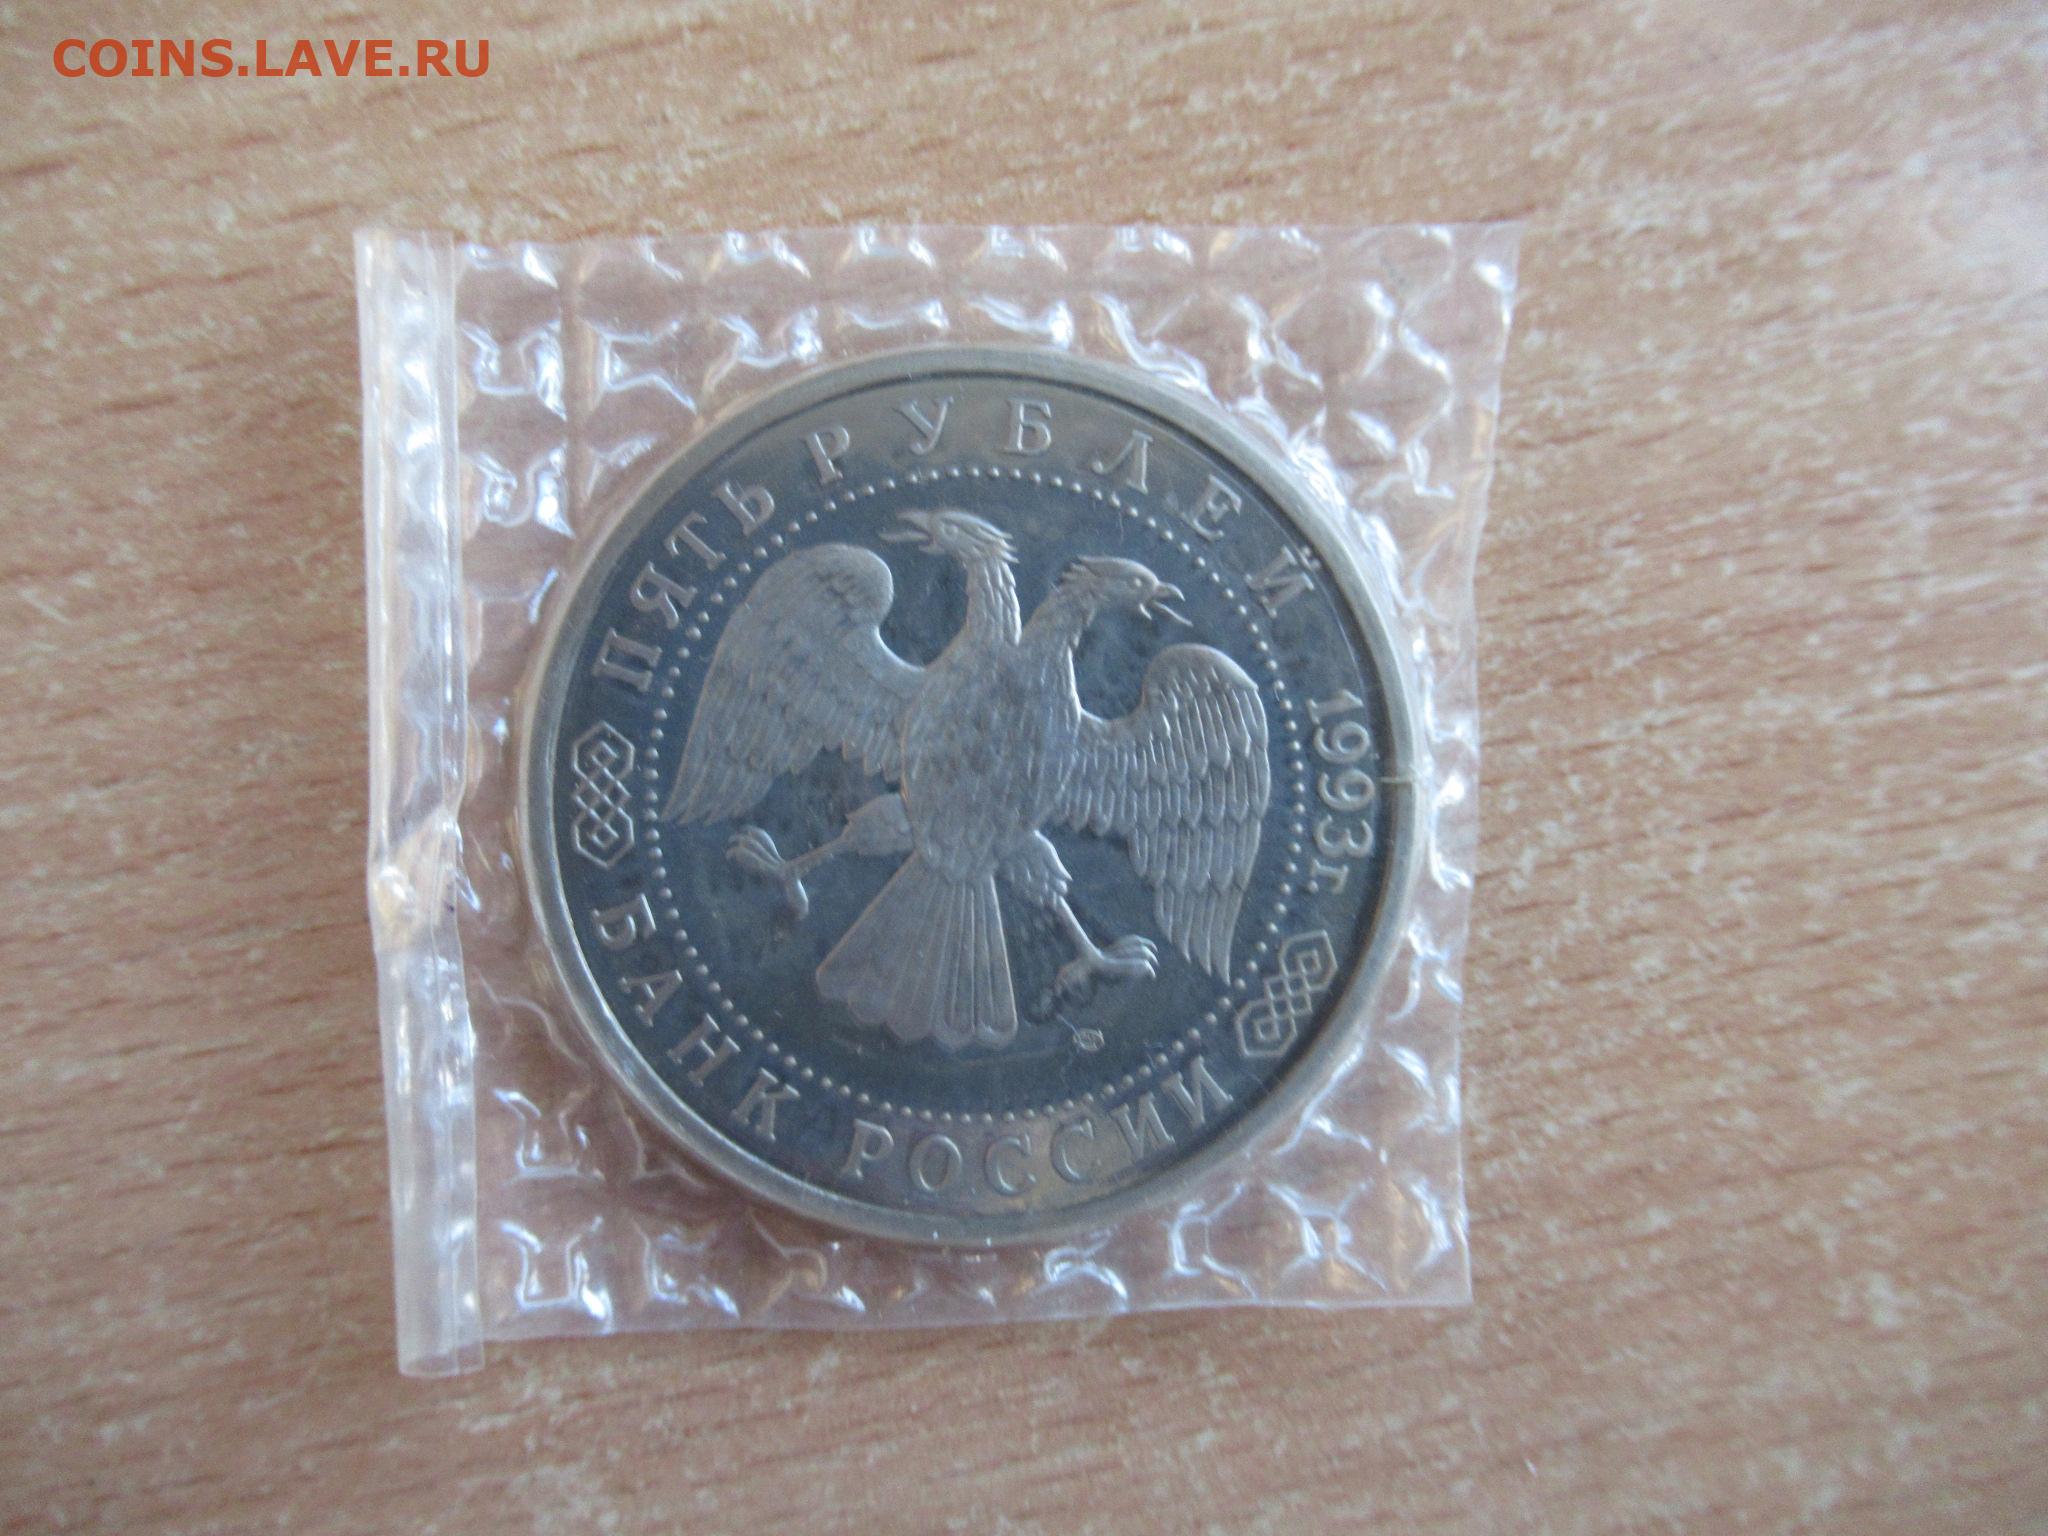 COINS.LAVE.RU
ПЯТЬ РУБЛЕЙ 1993г.
БАНК РОССИИ